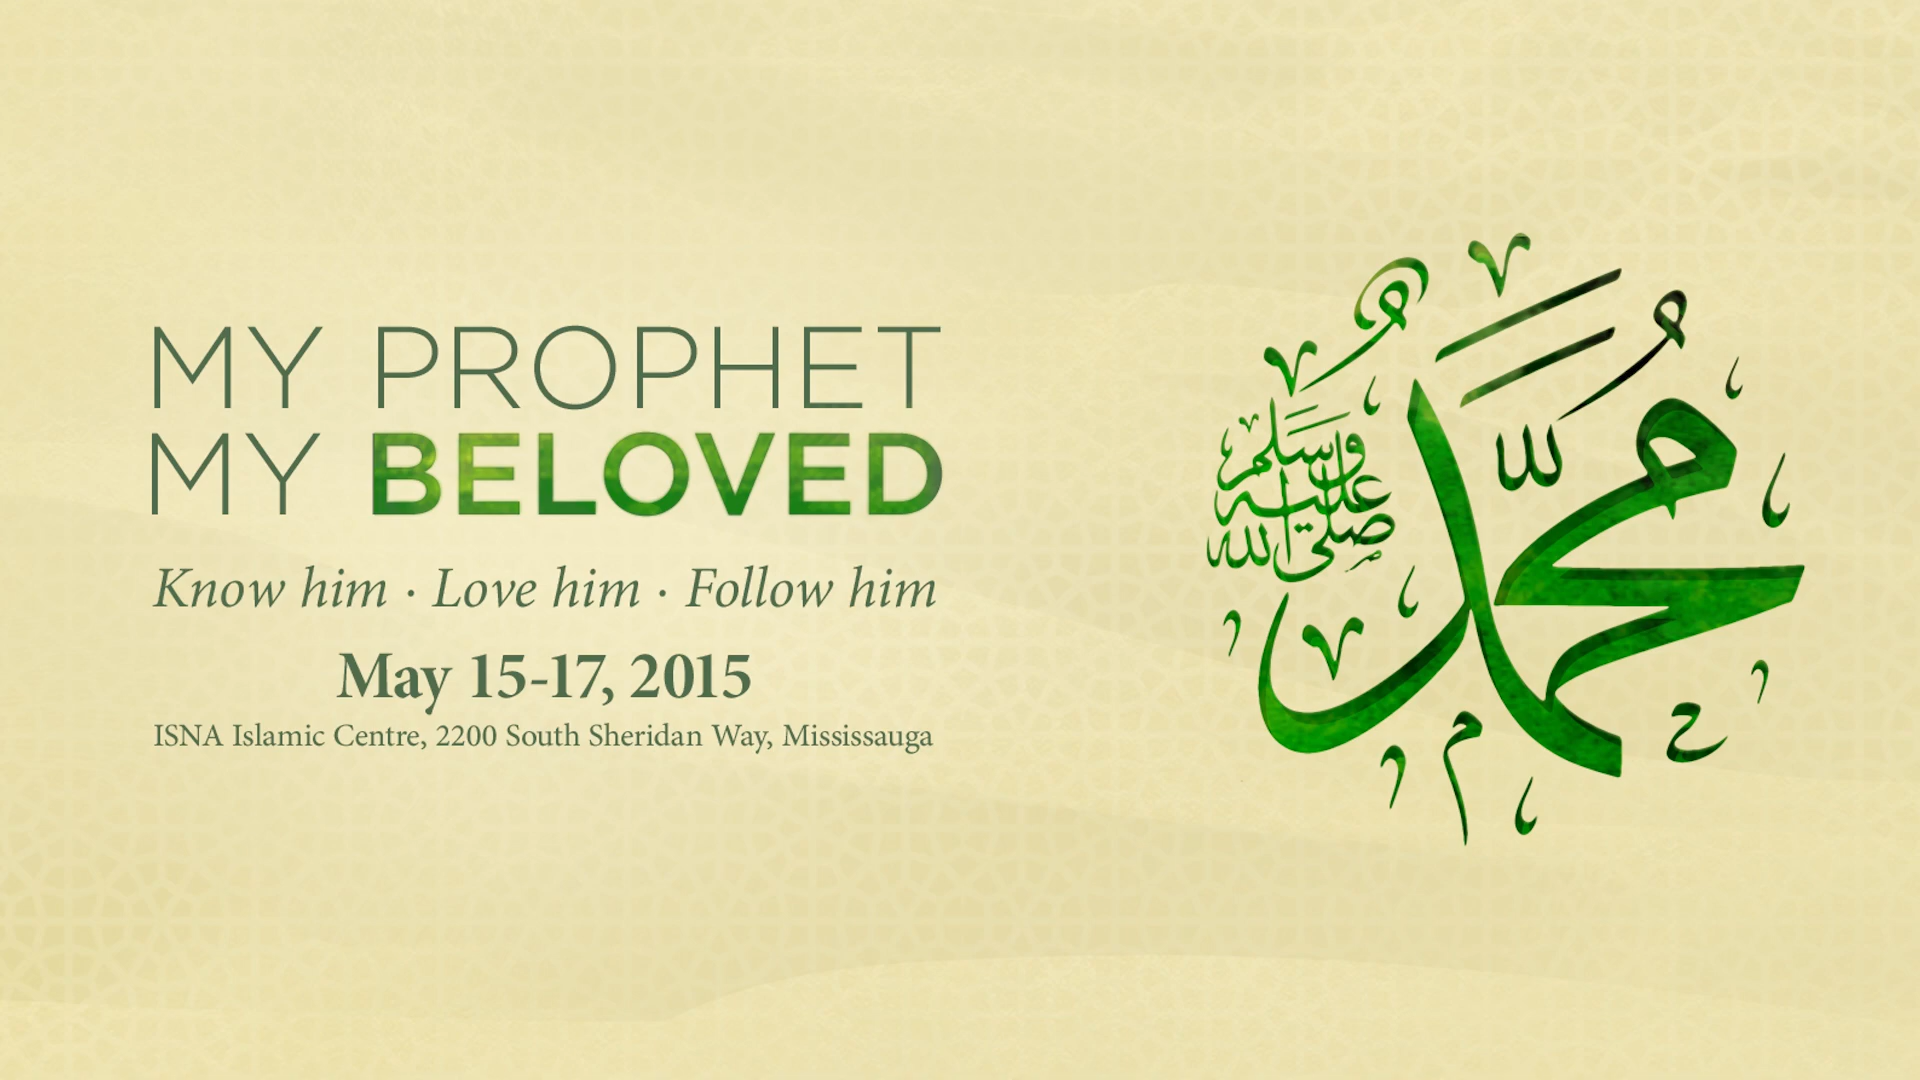 MY PROPHET
MY BELOVED
Know him · Love him · Follow him
May 15-17, 2015
ISNA Islamic Centre, 2200 South Sheridan Way, Mississauga
محمد
صلى الله عليه وسلم